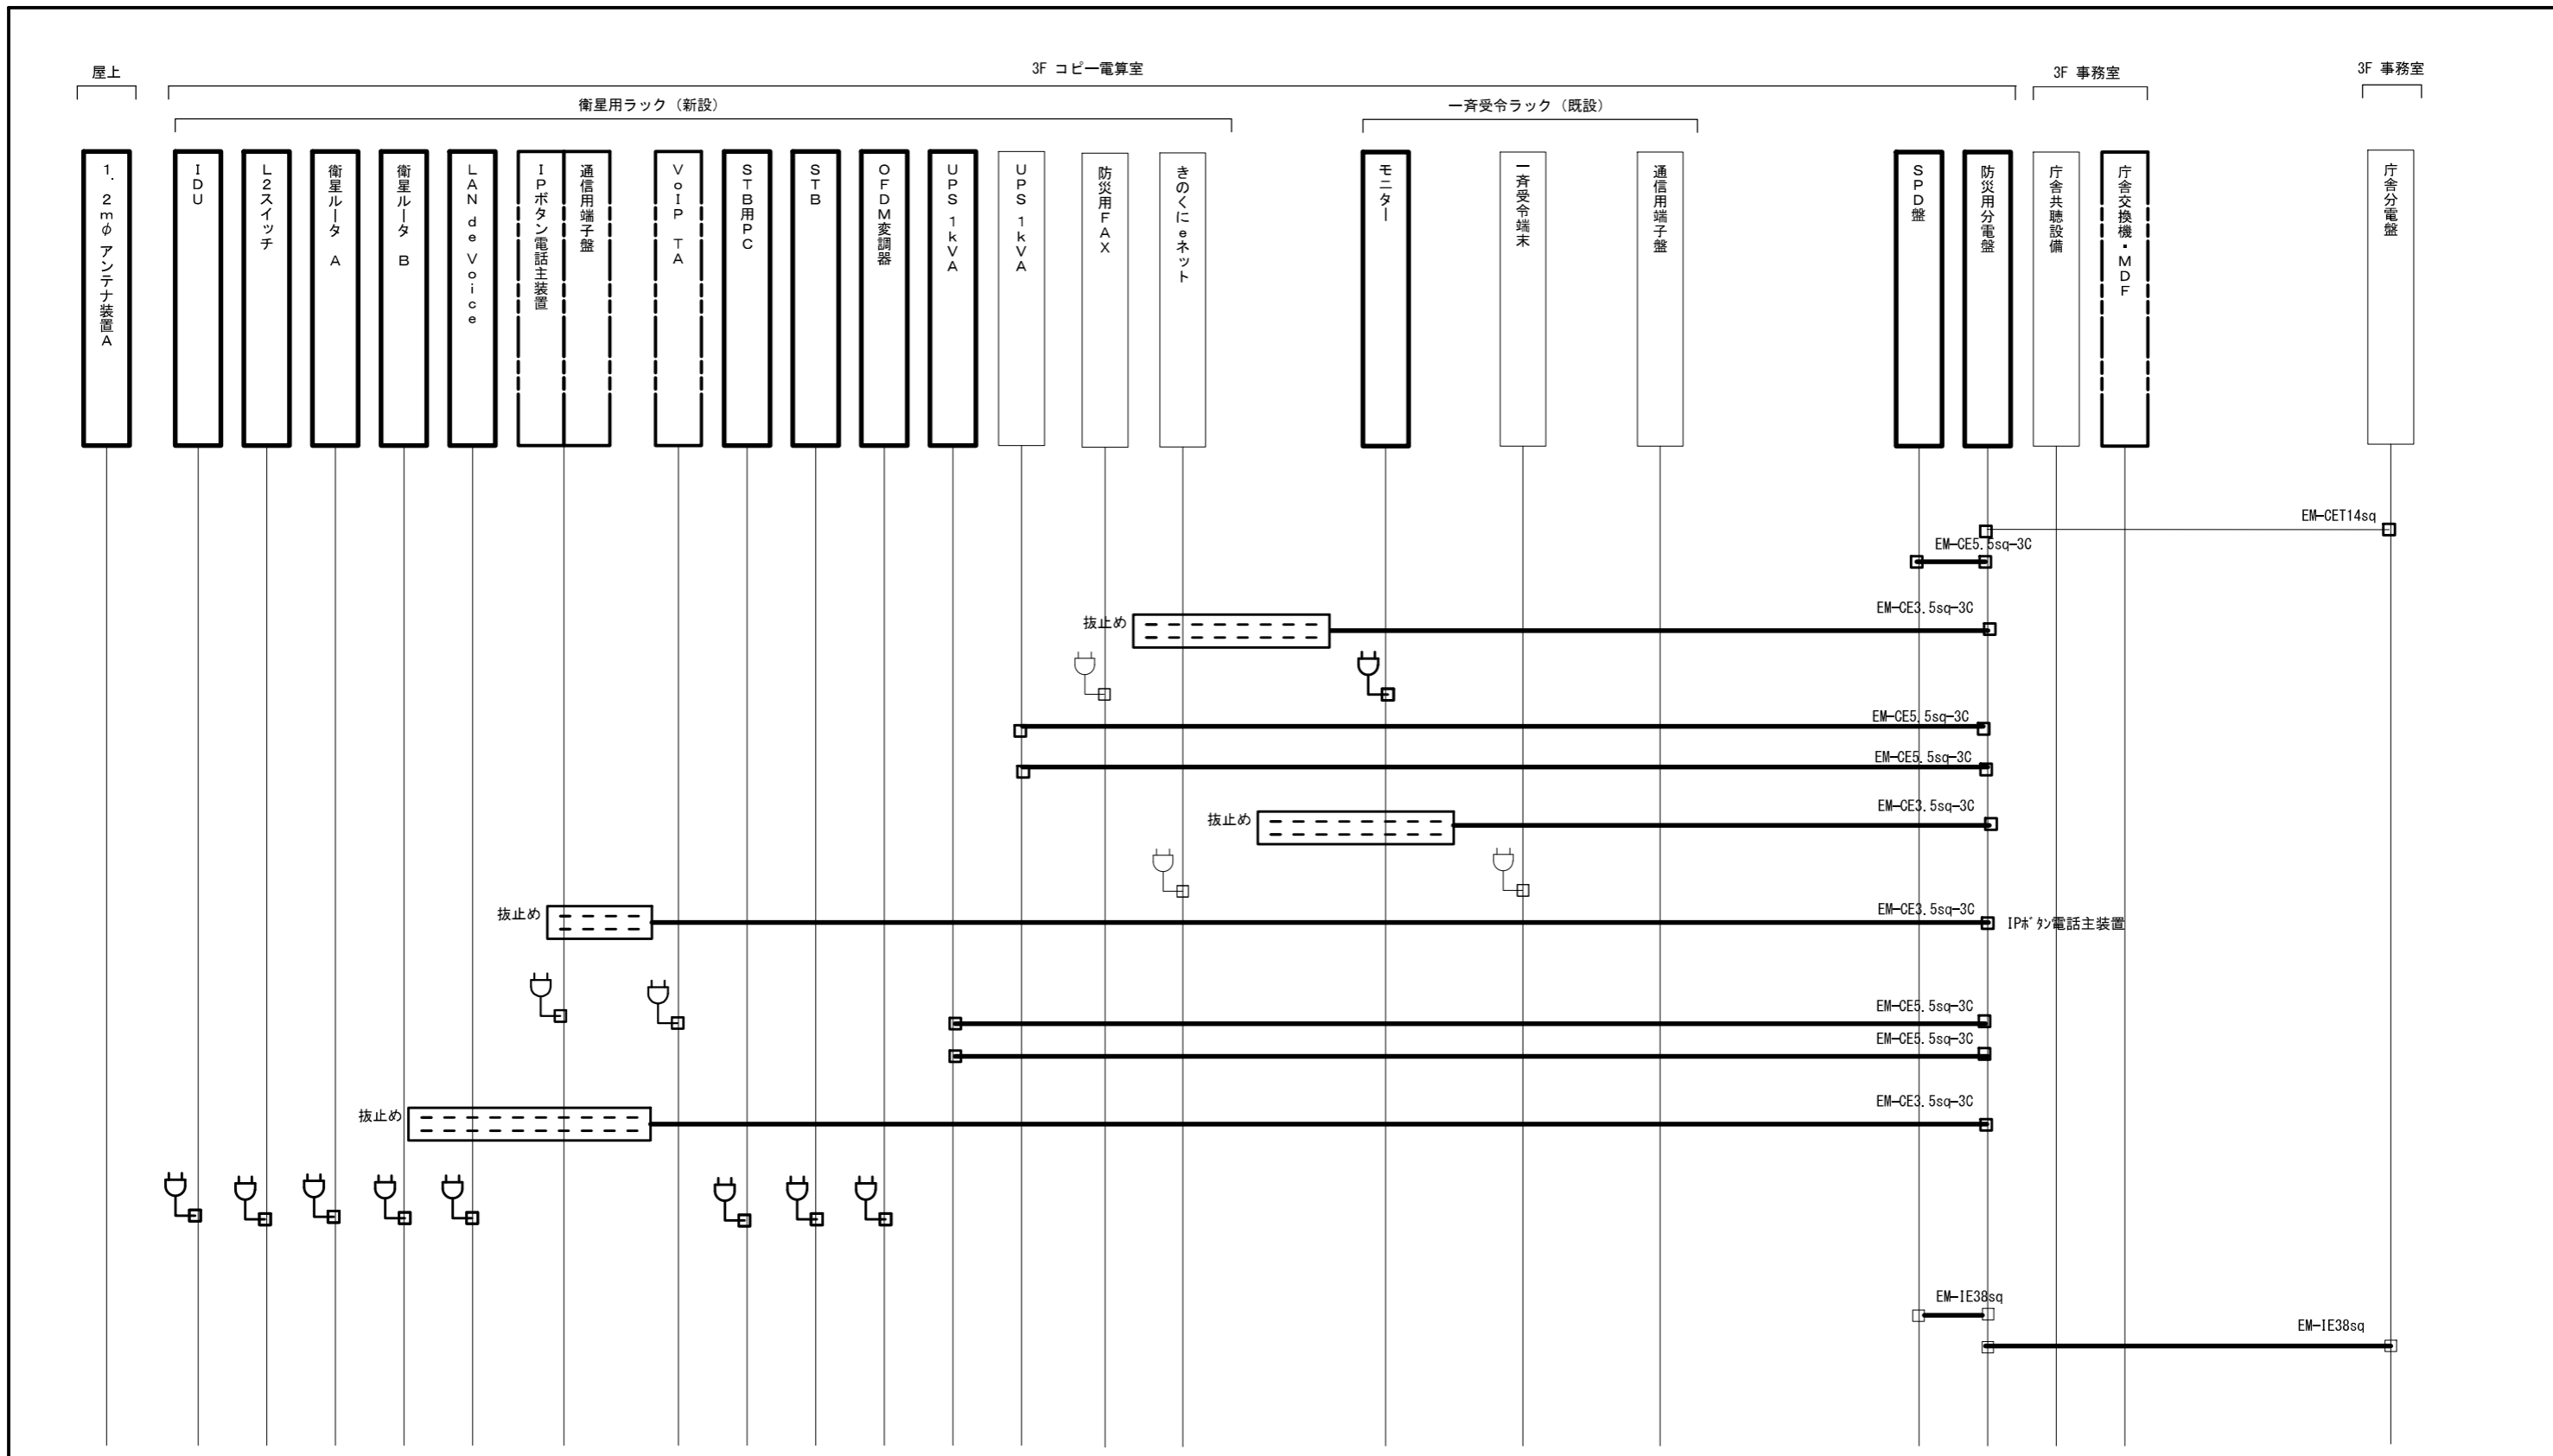 屋上
3F コピー電算室
3F 事務室
3F 事務室
衛星用ラック（新設）
一斉受令ラック（既設）
1．2mφ アンテナ装置A
IDU
L2スイッチ
衛星ルータ A
衛星ルータ B
LAN de Voice
IPボタン電話主装置
通信用端子盤
VoIP TA
STB用PC
STB
OFDM変調器
UPS 1kVA
UPS 1kVA
防災用FAX
きのくにeネット
モニター
一斉受令端末
通信用端子盤
SPD盤
防災用分電盤
庁舎共聴設備
庁舎交換機・MDF
庁舎分電盤
EM-CET14sq
EM-CE5.5sq-3C
EM-CE3.5sq-3C
抜止め
EM-CE5.5sq-3C
EM-CE5.5sq-3C
EM-CE3.5sq-3C
抜止め
EM-CE3.5sq-3C
抜止め
IPﾎﾞﾀﾝ電話主装置
EM-CE5.5sq-3C
EM-CE5.5sq-3C
EM-CE3.5sq-3C
抜止め
EM-IE38sq
EM-IE38sq